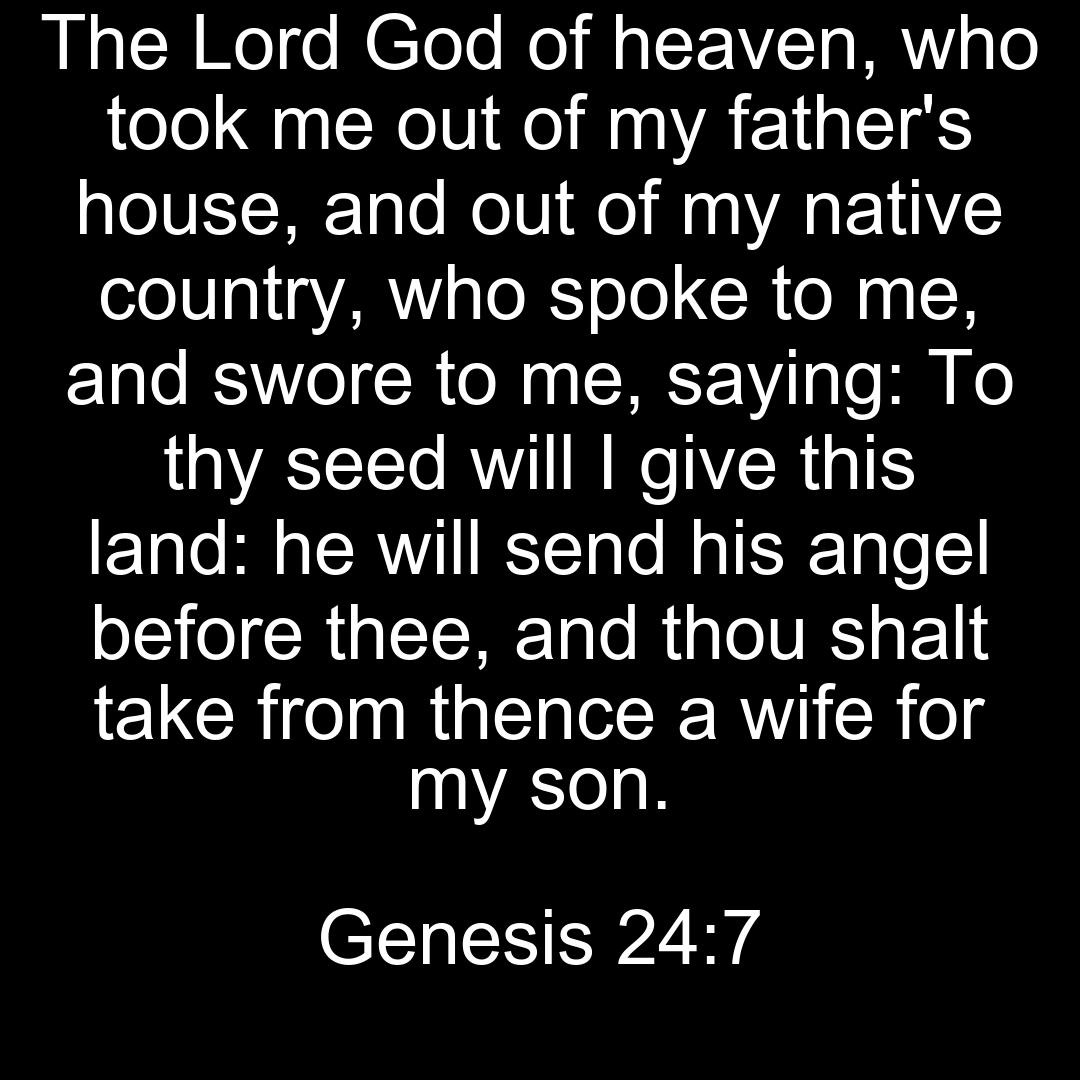 The Lord God of heaven, who
took me out of my father's
house, and out of my native
country, who spoke to me,
and swore to me, saying: To
thy seed will I give this
land: he will send his angel
before thee, and thou shalt
take from thence a wife for
my son.
Genesis 24:7